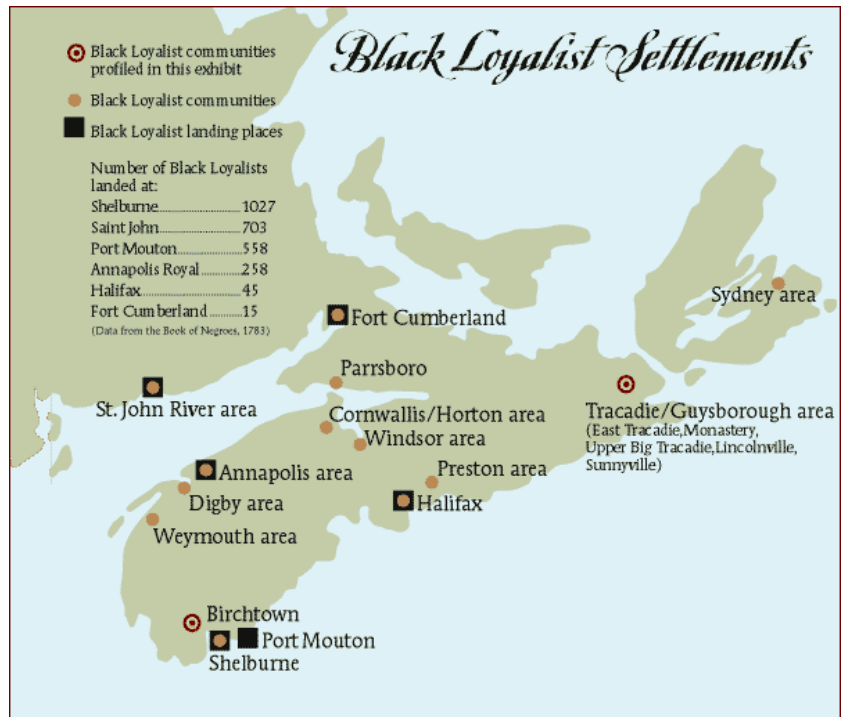 Black Loyalist Settlements
Black Loyalist communities
profiled in this exhibit
Black Loyalist communities
Black Loyalist landing places
Number of Black Loyalists
landed at:
Shelburne..........................1027
Saint John..........................703
Port Mouton......................558
Annapolis Royal............258
Halifax................................45
Fort Cumberland..........15
(Data from the Book of Negroes, 1783)
Sydney area
Fort Cumberland
Parrsboro
St. John River area
Tracadie/Guysborough area
(East Tracadie,Monastery,
Upper Big Tracadie,Lincolnville,
Sunnyville)
Cornwallis/Horton area
Windsor area
Annapolis area
Preston area
Digby area
Halifax
Weymouth area
Birchtown
Port Mouton
Shelburne